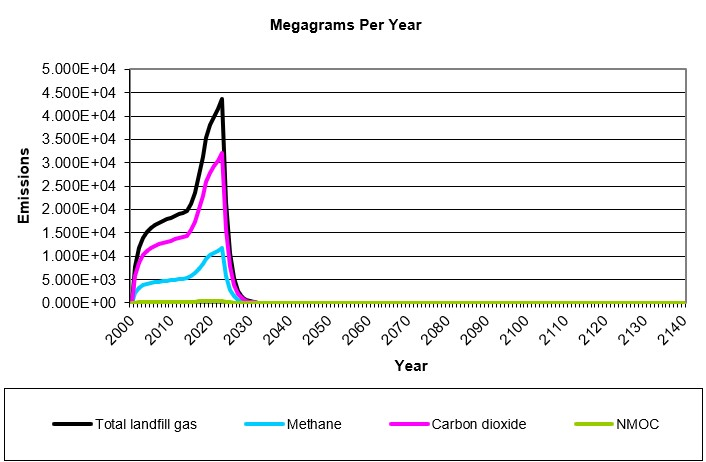 Megagrams Per Year
5.000E+04
4.500E+04
4.000E+04
3.500E+04
3.000E+04
2.500E+04
2.000E+04
1.500E+04
1.000E+04
5.000E+03
0.000E+00
Emissions
2000 2010 2020 2030 2040 2050 2060 2070 2080 2090 2100 2110 2120 2130 2140
Year
Total landfill gas Methane Carbon dioxide NMOC